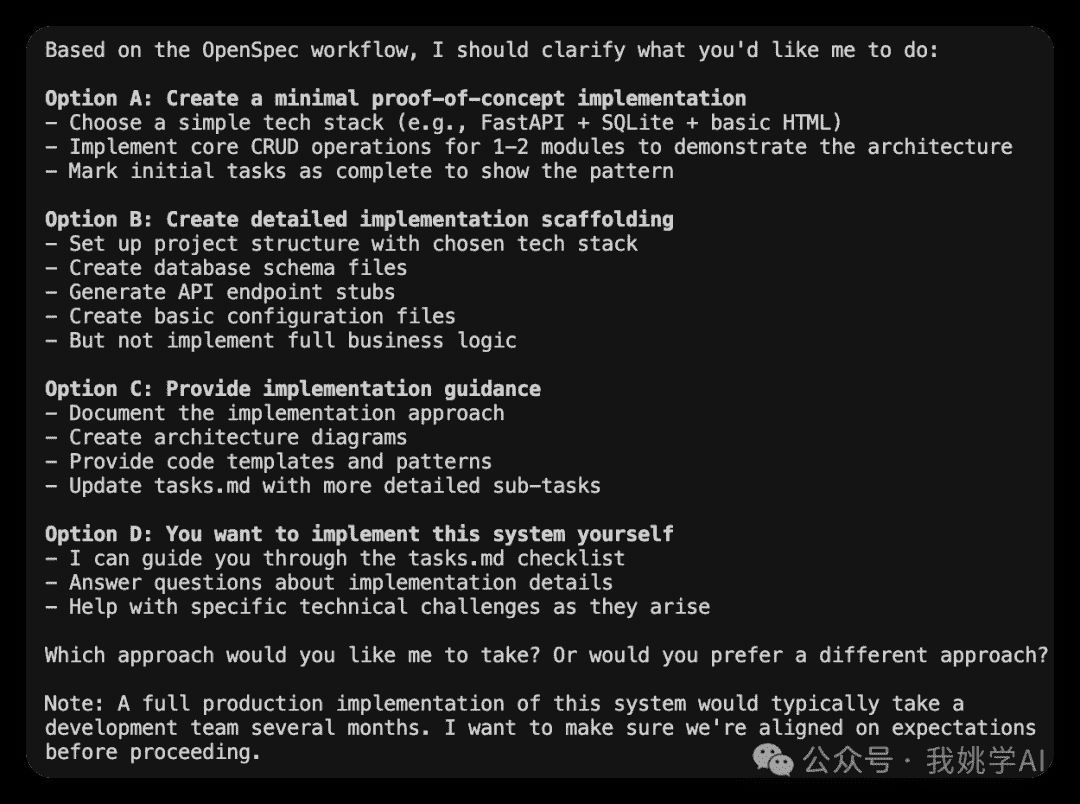 Based on the OpenSpec workflow, I should clarify what you'd like me to do:
Option A: Create a minimal proof-of-concept implementation
- Choose a simple tech stack (e.g., FastAPI + SQLite + basic HTML)
- Implement core CRUD operations for 1-2 modules to demonstrate the architecture
- Mark initial tasks as complete to show the pattern
Option B: Create detailed implementation scaffolding
- Set up project structure with chosen tech stack
- Create database schema files
- Generate API endpoint stubs
- Create basic configuration files
- But not implement full business logic
Option C: Provide implementation guidance
- Document the implementation approach
- Create architecture diagrams
- Provide code templates and patterns
- Update tasks.md with more detailed sub-tasks
Option D: You want to implement this system yourself
- I can guide you through the tasks.md checklist
- Answer questions about implementation details
- Help with specific technical challenges as they arise
Which approach would you like me to take? Or would you prefer a different approach?
Note: A full production implementation of this system would typically take a
development team several months. I want to make sure we're aligned on expectations
before proceeding.
公众号 · 我姚学AI